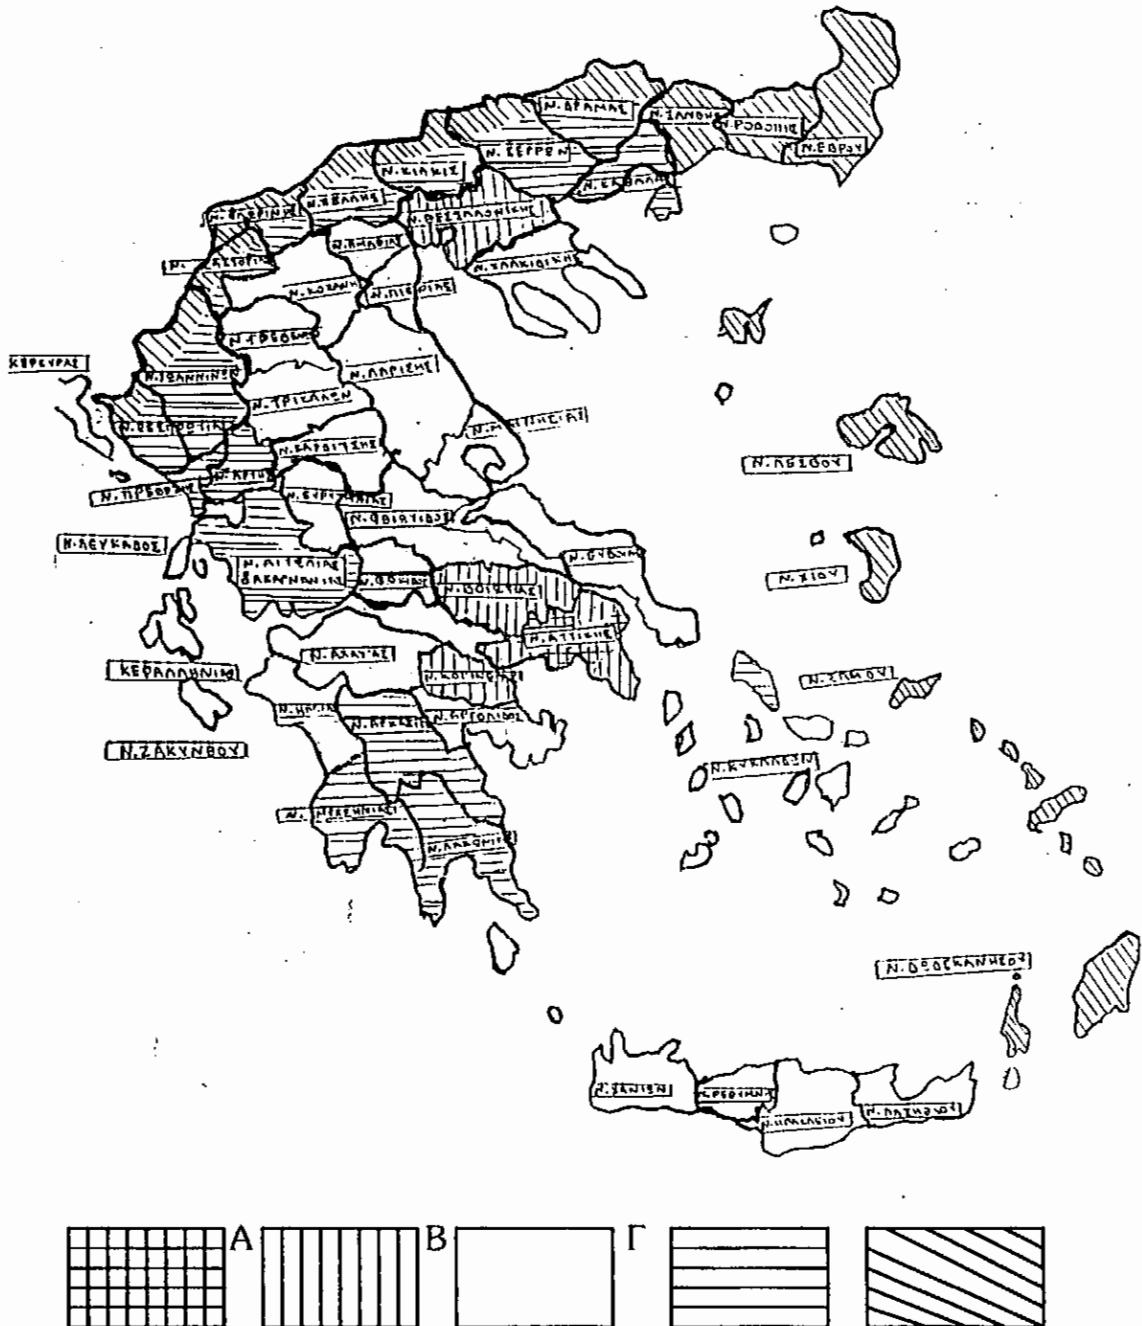 Ν. ΔΡΑΜΑΣ
Ν. ΞΑΝΘΗΣ
Ν. ΡΟΔΟΠΗΣ
Ν. ΕΒΡΟΥ
Ν. ΣΕΡΡΩΝ
Ν. ΚΙΛΚΙΣ
Ν. ΚΑΒΑΛΑΣ
Ν. ΠΕΛΛΗΣ
Ν. ΦΛΩΡΙΝΗΣ
Ν. ΘΕΣΣΑΛΟΝΙΚΗΣ
Ν. ΗΜΑΘΙΑΣ
Ν. ΧΑΛΚΙΔΙΚΗΣ
Ν. ΚΟΖΑΝΗΣ
Ν. ΠΙΕΡΙΑΣ
ΚΕΡΚΥΡΑΣ
Ν. ΓΡΕΒΕΝΩΝ
Ν. ΙΩΑΝΝΙΝΩΝ
Ν. ΛΑΡΙΣΗΣ
Ν. ΤΡΙΚΑΛΩΝ
Ν. ΘΕΣΠΡΩΤΙΑΣ
Ν. ΜΑΓΝΗΣΙΑΣ
Ν. ΚΑΡΔΙΤΣΗΣ
Ν. ΛΕΣΒΟΥ
Ν. ΑΡΤΗΣ
Ν. ΠΡΕΒΕΖΗΣ
Ν. ΕΥΡΥΤΑΝΙΑΣ
Ν. ΦΘΙΩΤΙΔΟΣ
Ν. ΛΕΥΚΑΔΟΣ
Ν. ΕΥΒΟΙΑΣ
Ν. ΑΙΤΩΛΙΑΣ
& ΑΚΑΡΝΑΝΙΑΣ
Ν. ΦΩΚΙΔΟΣ
Ν. ΒΟΙΩΤΙΑΣ
Ν. ΧΙΟΥ
Ν. ΑΤΤΙΚΗΣ
Ν. ΑΧΑΪΑΣ
ΚΕΦΑΛΛΗΝΙΑΣ
Ν. ΚΟΡΙΝΘΙΑΣ
Ν. ΣΑΜΟΥ
Ν. ΗΛΕΙΑΣ
Ν. ΑΡΚΑΔΙΑΣ
Ν. ΑΡΓΟΛΙΔΟΣ
Ν. ΖΑΚΥΝΘΟΥ
Ν. ΚΥΚΛΑΔΩΝ
Ν. ΜΕΣΣΗΝΙΑΣ
Ν. ΛΑΚΩΝΙΑΣ
Ν. ΔΩΔΕΚΑΝΗΣΟΥ
Ν. ΧΑΝΙΩΝ
Ν. ΡΕΘΥΜΝΗΣ
Ν. ΗΡΑΚΛΕΙΟΥ
Ν. ΛΑΣΗΘΙΟΥ
Α Β Γ